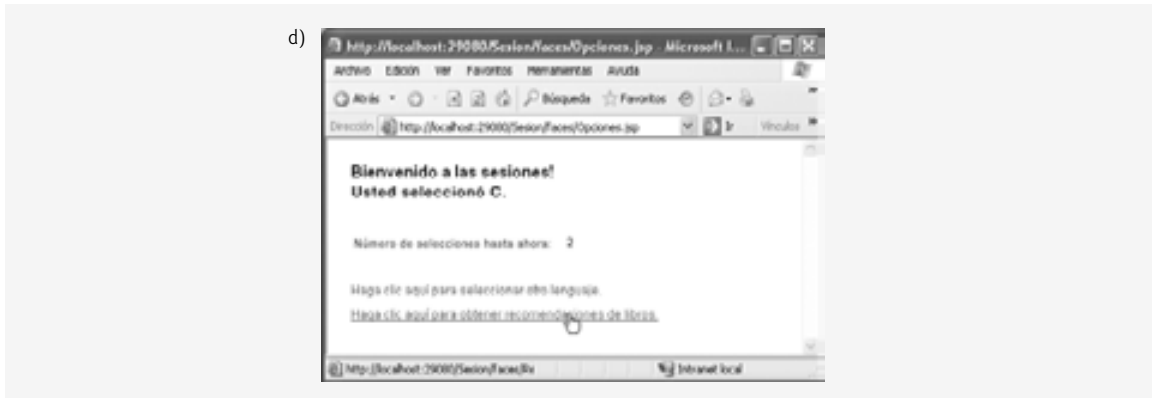 d)
http://localhost:29080/Sesion/faces/Opciones.jsp - Microsoft I...
Archivo Edición Ver Favoritos Herramientas Ayuda
Atrás Búsqueda Favoritos
Dirección http://localhost:29080/Sesion/faces/Opciones.jsp Ir Vínculos
Bienvenido a las sesiones!
Usted seleccionó C.
Número de selecciones hasta ahora: 2
Haga clic aquí para seleccionar otro lenguaje.
Haga clic aquí para obtener recomendaciones de libros.
http://localhost:29080/Sesion/faces/Re Intranet local